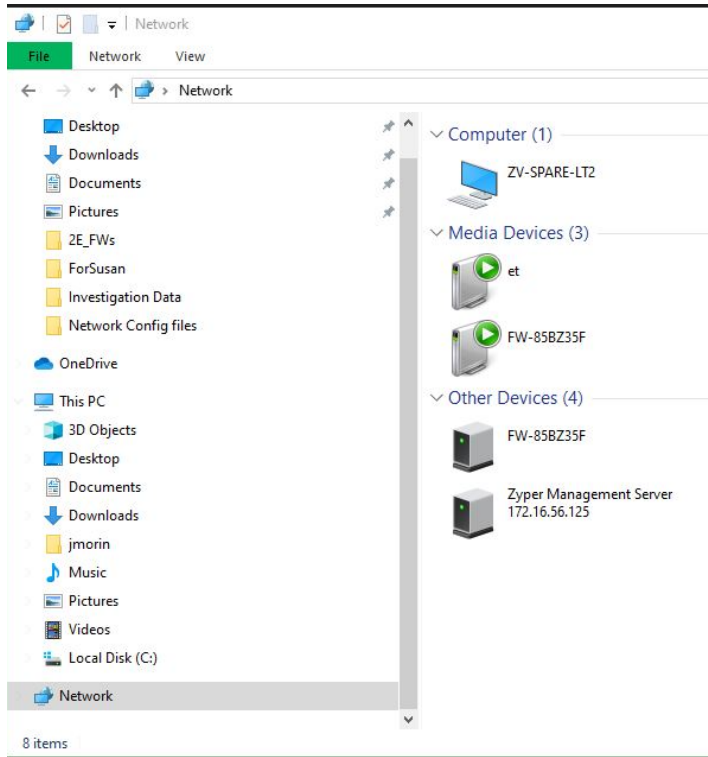 Network
File Network View
Network
Desktop
Downloads
Documents
Pictures
2E_FWs
ForSusan
Investigation Data
Network Config files
OneDrive
This PC
3D Objects
Desktop
Documents
Downloads
jmorin
Music
Pictures
Videos
Local Disk (C:)
Network
8 items
Computer (1)
ZV-SPARE-LT2
Media Devices (3)
et
FW-85BZ35F
Other Devices (4)
FW-85BZ35F
Zyper Management Server
172.16.56.125